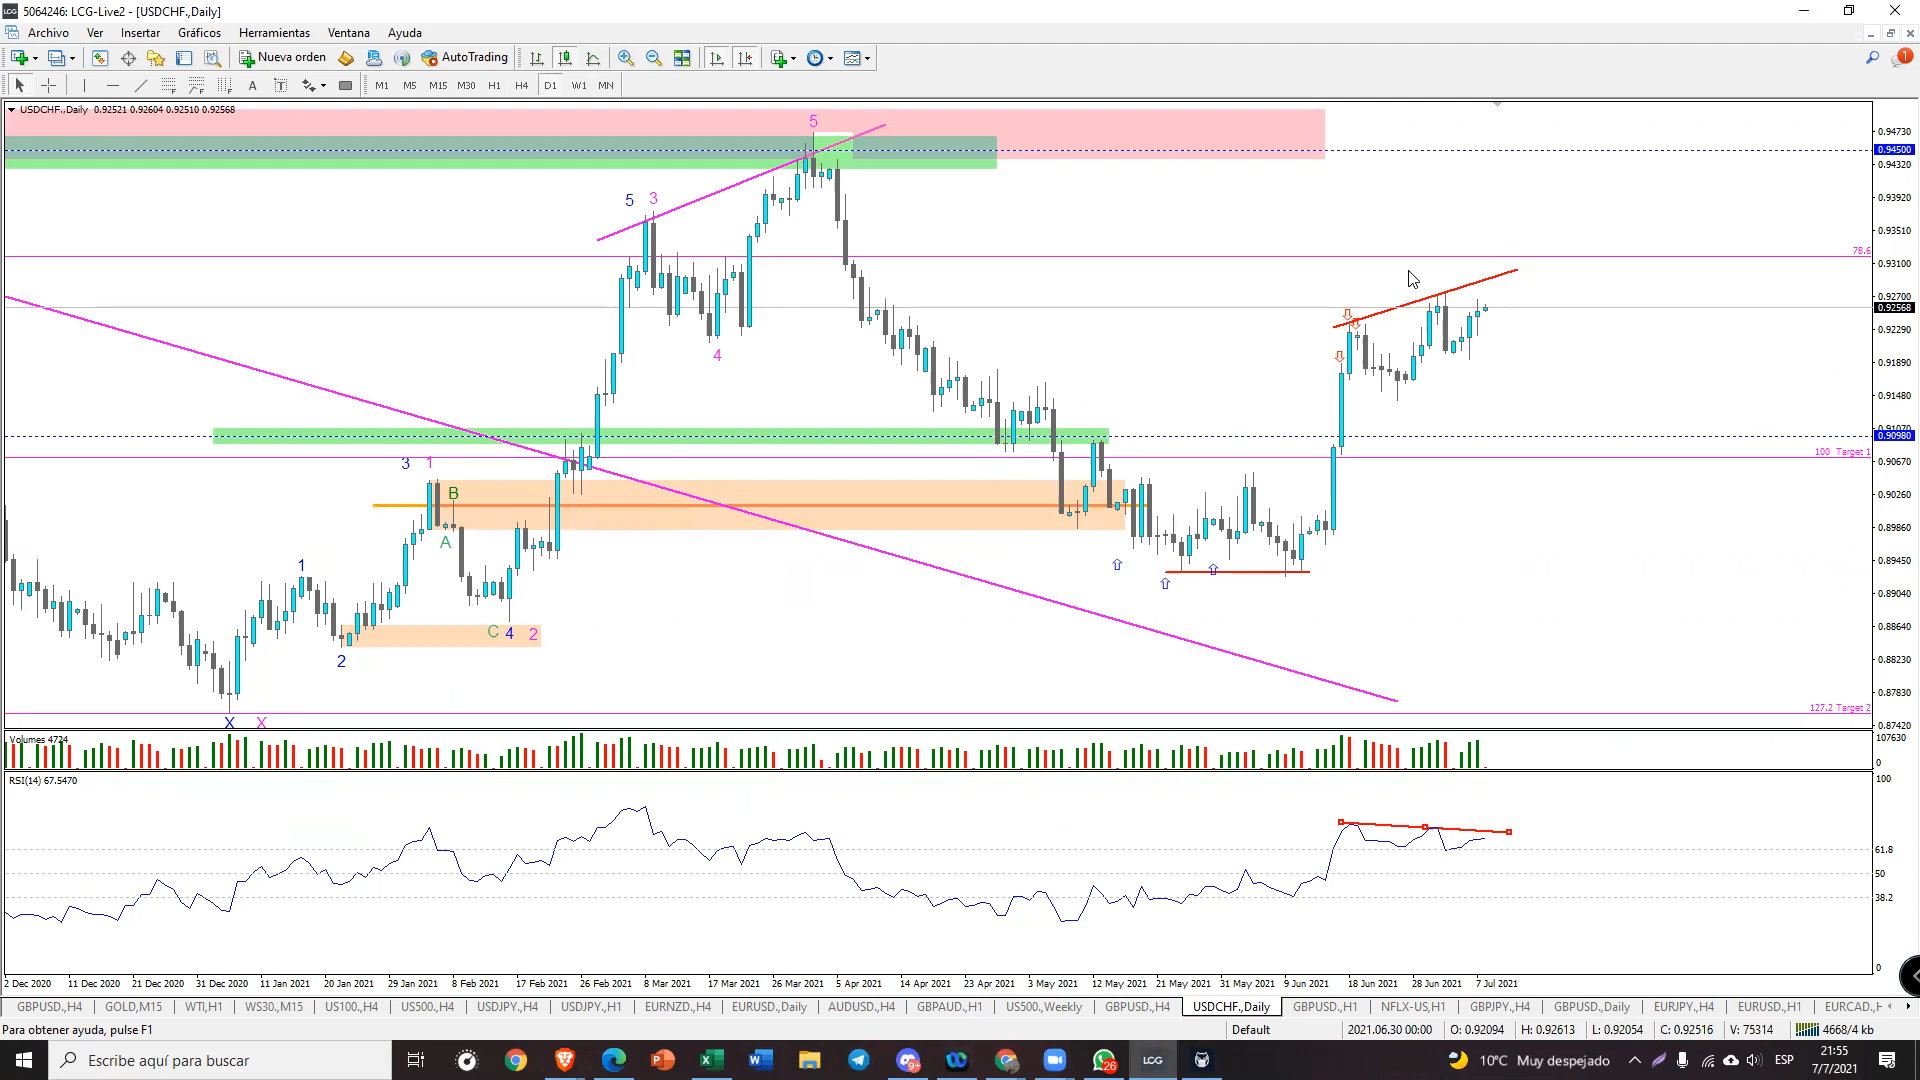 5064246: LCG-Live2 - [USDCHF.,Daily]
Archivo Ver Insertar Gráficos Herramientas Ventana Ayuda
Nueva orden AutoTrading 1
A T M1 M5 M15 M30 H1 H4 D1 W1 MN
USDCHF.,Daily 0.92521 0.92604 0.92510 0.92568
5
0.94730
0.94500
0.94320
5 3
0.93920
0.93510
78.6
0.93100
0.92700
0.92568
0.92290
4
0.91890
0.91480
0.91070
0.90980
3 1
100 Target 1
0.90670
B
0.90260
A
0.89860
1
0.89450
0.89040
C 4 2
0.88640
2
0.88230
0.87830
127.2 Target 2
X X
0.87420
Volumes 4724
107630
0
RSI(14) 67.5470
100
61.8
50
38.2
0
2 Dec 2020 11 Dec 2020 21 Dec 2020 31 Dec 2020 11 Jan 2021 20 Jan 2021 29 Jan 2021 8 Feb 2021 17 Feb 2021 26 Feb 2021 8 Mar 2021 17 Mar 2021 26 Mar 2021 5 Apr 2021 14 Apr 2021 23 Apr 2021 3 May 2021 12 May 2021 21 May 2021 31 May 2021 9 Jun 2021 18 Jun 2021 28 Jun 2021 7 Jul 2021
GBPUSD.,H4 GOLD,M15 WTI,H1 WS30.,M15 US100.,H4 US500.,H4 USDJPY.,H4 USDJPY.,H1 EURNZD.,H4 EURUSD.,Daily AUDUSD.,H4 GBPAUD.,H1 US500.,Weekly GBPUSD.,H4 USDCHF.,Daily GBPUSD.,H1 NFLX-US,H1 GBPJPY.,H4 GBPUSD.,Daily EURJPY.,H4 EURUSD.,H1 EURCAD.,H
Para obtener ayuda, pulse F1 Default 2021.06.30 00:00 O: 0.92094 H: 0.92613 L: 0.92054 C: 0.92516 V: 75314 4668/4 kb
Escribe aquí para buscar 9+ 26 LCG 10°C Muy despejado ESP 21:55
7/7/2021